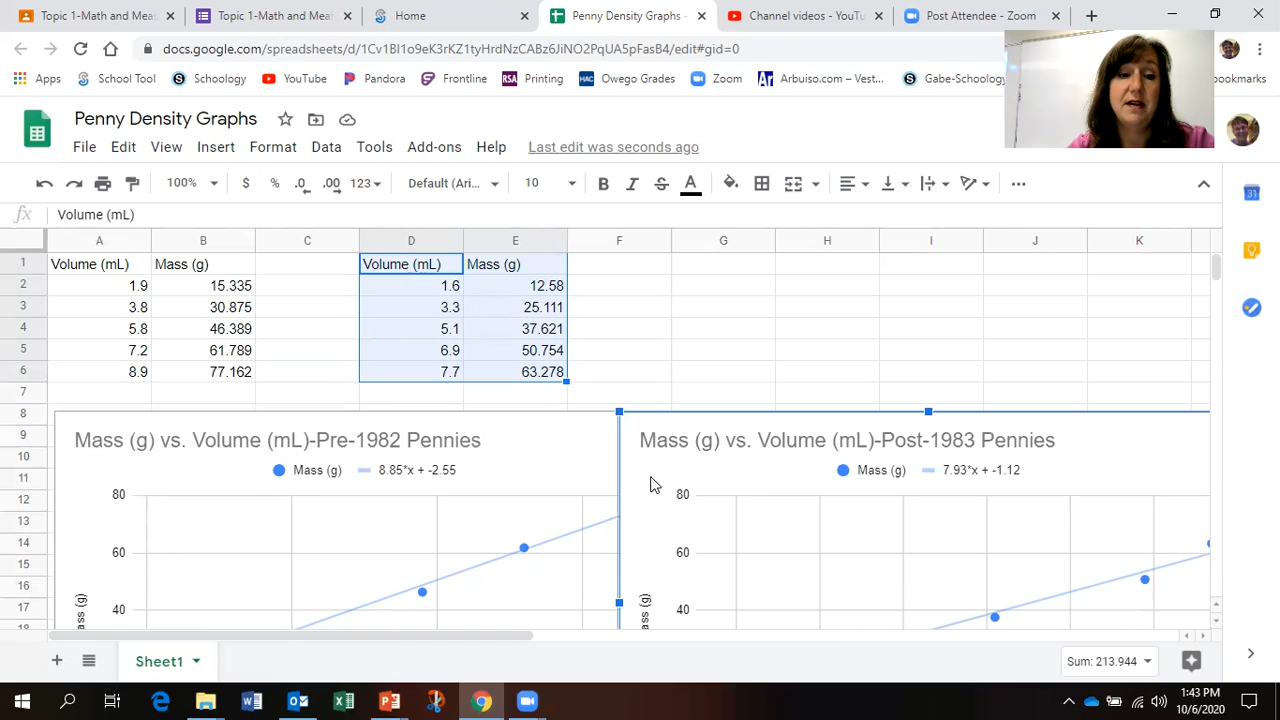 Topic 1-Math and Mea
Topic 1-Math and Meas
Home
Penny Density Graphs -
Channel videos - YouTu
Post Attendee - Zoom
docs.google.com/spreadsheets/d/1Cv1BI1o9eK3rKZ1tyHrdNzCABz6JiNO2PqUA5pFasB4/edit#gid=0
Apps
School Tool
Schoology
YouTube
Pandora
Frontline
RSA Printing
HAC Owego Grades
Zoom
Ar Arbuiso.com – Vest...
Gabe-Schoology
bookmarks
Penny Density Graphs
File Edit View Insert Format Data Tools Add-ons Help Last edit was seconds ago
100% $ % .0 .00 123 Default (Ari... 10 B I S A
fx Volume (mL)
A B C D E F G H I J K
1 Volume (mL) Mass (g) Volume (mL) Mass (g)
2 1.9 15.335 1.6 12.58
3 3.8 30.875 3.3 25.111
4 5.8 46.389 5.1 37.621
5 7.2 61.789 6.9 50.754
6 8.9 77.162 7.7 63.278
7
8
9
10
11
12
13
14
15
16
17
18
Mass (g) vs. Volume (mL)-Pre-1982 Pennies
Mass (g) 8.85*x + -2.55
80
60
40
Mass (g)
Mass (g) vs. Volume (mL)-Post-1983 Pennies
Mass (g) 7.93*x + -1.12
80
60
40
Mass (g)
Sheet1
Sum: 213.944
31
1:43 PM
10/6/2020